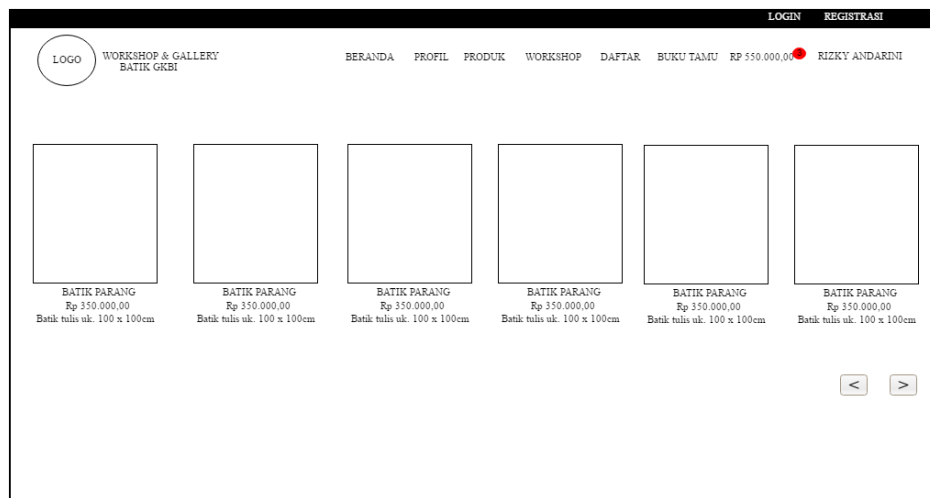 LOGIN REGISTRASI
LOGO
WORKSHOP & GALLERY
BATIK GKBI
BERANDA PROFIL PRODUK WORKSHOP DAFTAR BUKU TAMU RP 550.000,00 3 RIZKY ANDARINI
BATIK PARANG
Rp 350.000,00
Batik tulis uk. 100 x 100cm
BATIK PARANG
Rp 350.000,00
Batik tulis uk. 100 x 100cm
BATIK PARANG
Rp 350.000,00
Batik tulis uk. 100 x 100cm
BATIK PARANG
Rp 350.000,00
Batik tulis uk. 100 x 100cm
BATIK PARANG
Rp 350.000,00
Batik tulis uk. 100 x 100cm
BATIK PARANG
Rp 350.000,00
Batik tulis uk. 100 x 100cm
< >